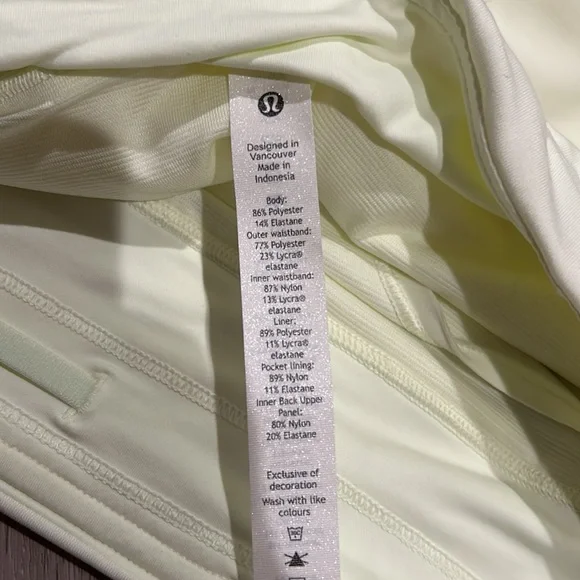 Designed in
Vancouver
Made in
Indonesia
Body:
86% Polyester
14% Elastane
Outer waistband:
77% Polyester
23% Lycra®
elastane
Inner waistband:
87% Nylon
13% Lycra®
elastane
Liner:
89% Polyester
11% Lycra®
elastane
Pocket lining:
89% Nylon
11% Elastane
Inner Back Upper
Panel:
80% Nylon
20% Elastane
Exclusive of
decoration
Wash with like
colours